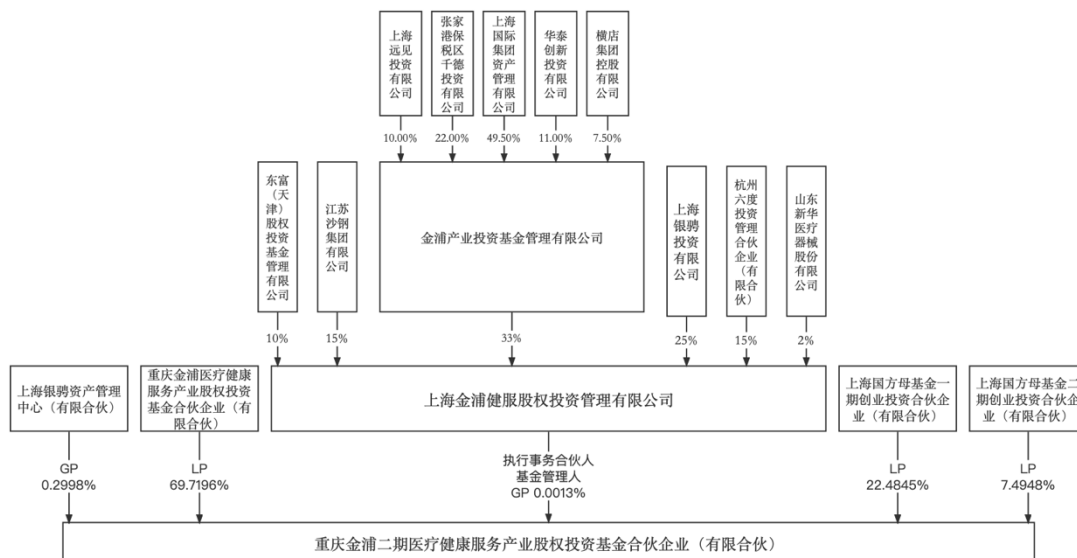 上海
远见
投资
有限
公司
张家
港保
税区
千德
投资
有限
公司
上海
国际
集团
资产
管理
有限
公司
华泰
创新
投资
有限
公司
横店
集团
控股
有限
公司
10.00%
22.00%
49.50%
11.00%
7.50%
东富
（天
津）
股权
投资
基金
管理
有限
公司
江苏
沙钢
集团
有限
公司
金浦产业投资基金管理有限公司
上海
银骋
投资
有限
公司
杭州
六度
投资
管理
合伙
企业
（有
限合
伙）
山东
新华
医疗
器械
股份
有限
公司
10%
15%
33%
25%
15%
2%
上海银骋资产管理
中心（有限合伙）
重庆金浦医疗健康
服务产业股权投资
基金合伙企业（有
限合伙）
上海金浦健服股权投资管理有限公司
上海国方母基金一
期创业投资合伙企
业（有限合伙）
上海国方母基金二
期创业投资合伙企
业（有限合伙）
GP
0.2998%
LP
69.7196%
执行事务合伙人
基金管理人
GP 0.0013%
LP
22.4845%
LP
7.4948%
重庆金浦二期医疗健康服务产业股权投资基金合伙企业（有限合伙）